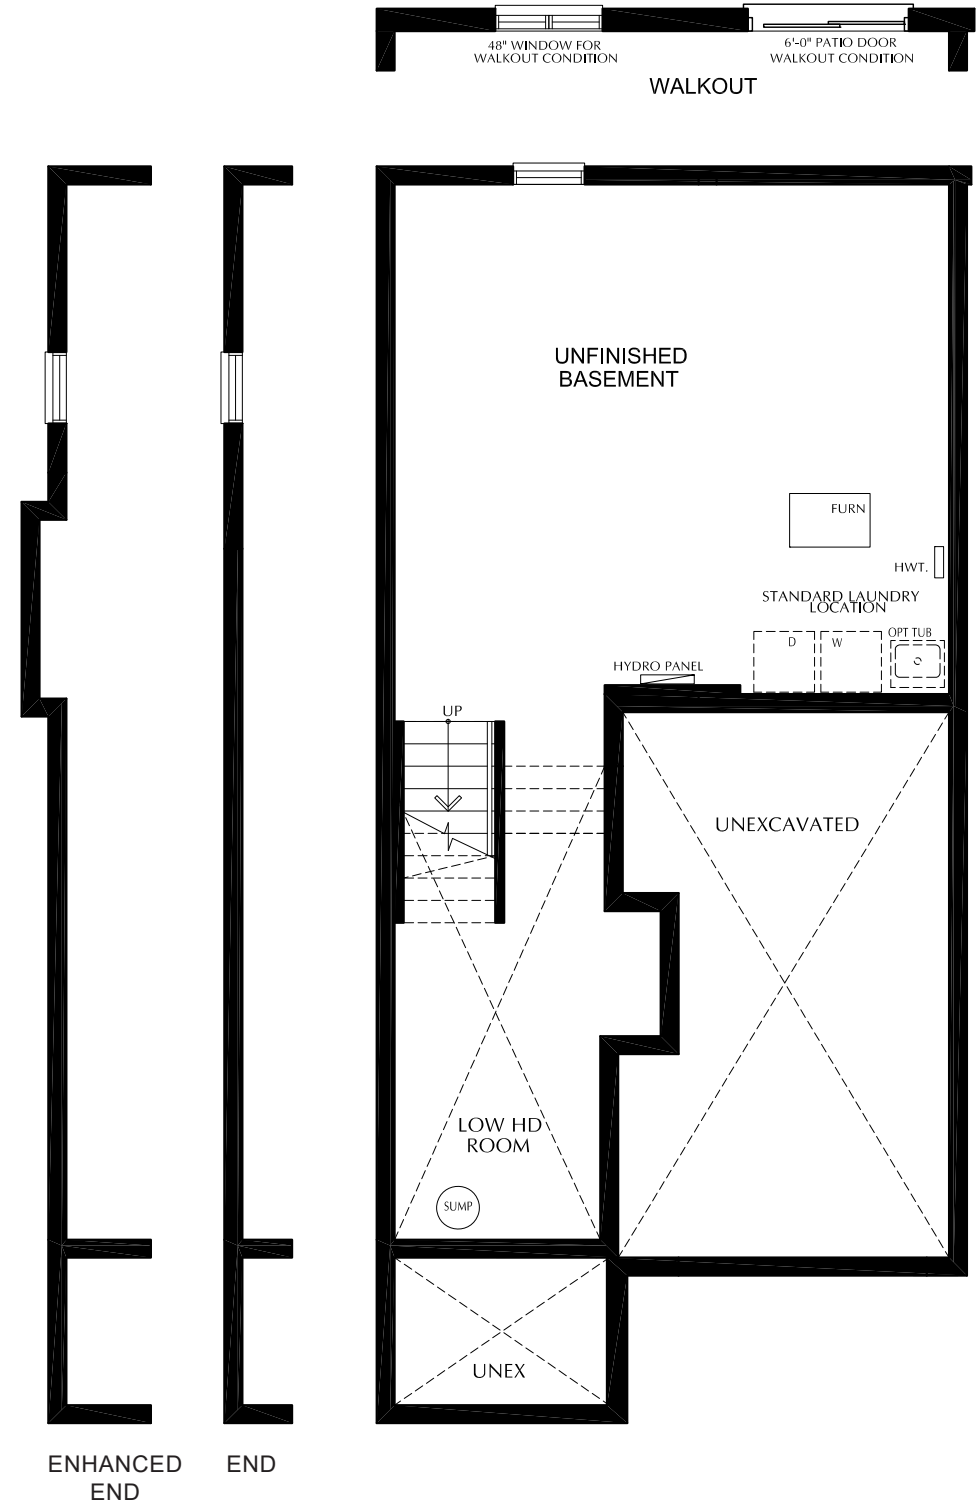 48" WINDOW FOR
WALKOUT CONDITION
6'-0" PATIO DOOR
WALKOUT CONDITION
WALKOUT
UNFINISHED
BASEMENT
FURN
HWT.
STANDARD LAUNDRY
LOCATION
D
W
OPT TUB
HYDRO PANEL
UP
UNEXCAVATED
LOW HD
ROOM
SUMP
UNEX
ENHANCED
END
END